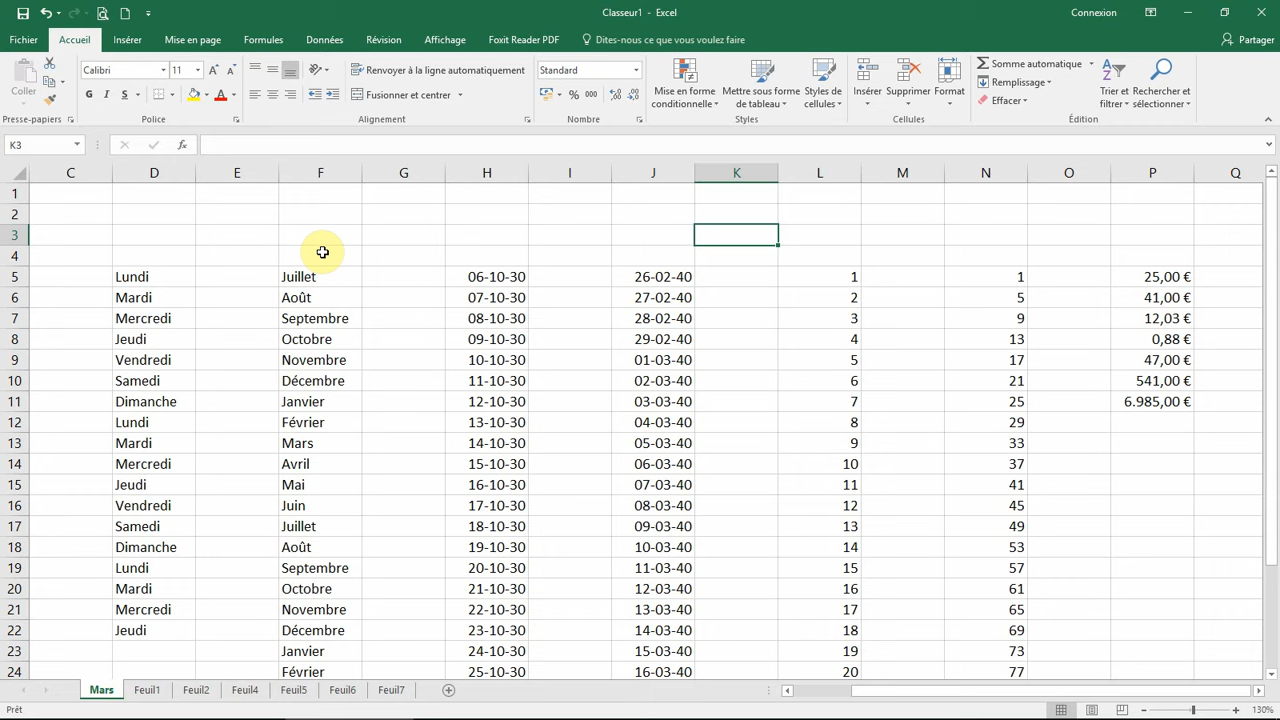 Classeur1 - Excel
Connexion
Fichier Accueil Insérer Mise en page Formules Données Révision Affichage Foxit Reader PDF Dites-nous ce que vous voulez faire Partager
Coller
Calibri 11
Renvoyer à la ligne automatiquement
Standard
Mise en forme conditionnelle
Mettre sous forme de tableau
Styles de cellules
Insérer Supprimer Format
Somme automatique
Remplissage
Effacer
Trier et filtrer
Rechercher et sélectionner
G I S
Fusionner et centrer
% 000
Presse-papiers Police Alignement Nombre Styles Cellules Édition
K3 fx
C D E F G H I J K L M N O P Q
1
2
3
4
5 Lundi Juillet 06-10-30 26-02-40 1 1 25,00 €
6 Mardi Août 07-10-30 27-02-40 2 5 41,00 €
7 Mercredi Septembre 08-10-30 28-02-40 3 9 12,03 €
8 Jeudi Octobre 09-10-30 29-02-40 4 13 0,88 €
9 Vendredi Novembre 10-10-30 01-03-40 5 17 47,00 €
10 Samedi Décembre 11-10-30 02-03-40 6 21 541,00 €
11 Dimanche Janvier 12-10-30 03-03-40 7 25 6.985,00 €
12 Lundi Février 13-10-30 04-03-40 8 29
13 Mardi Mars 14-10-30 05-03-40 9 33
14 Mercredi Avril 15-10-30 06-03-40 10 37
15 Jeudi Mai 16-10-30 07-03-40 11 41
16 Vendredi Juin 17-10-30 08-03-40 12 45
17 Samedi Juillet 18-10-30 09-03-40 13 49
18 Dimanche Août 19-10-30 10-03-40 14 53
19 Lundi Septembre 20-10-30 11-03-40 15 57
20 Mardi Octobre 21-10-30 12-03-40 16 61
21 Mercredi Novembre 22-10-30 13-03-40 17 65
22 Jeudi Décembre 23-10-30 14-03-40 18 69
23 Janvier 24-10-30 15-03-40 19 73
24 Février 25-10-30 16-03-40 20 77
Mars Feuil1 Feuil2 Feuil4 Feuil5 Feuil6 Feuil7
Prêt 130%